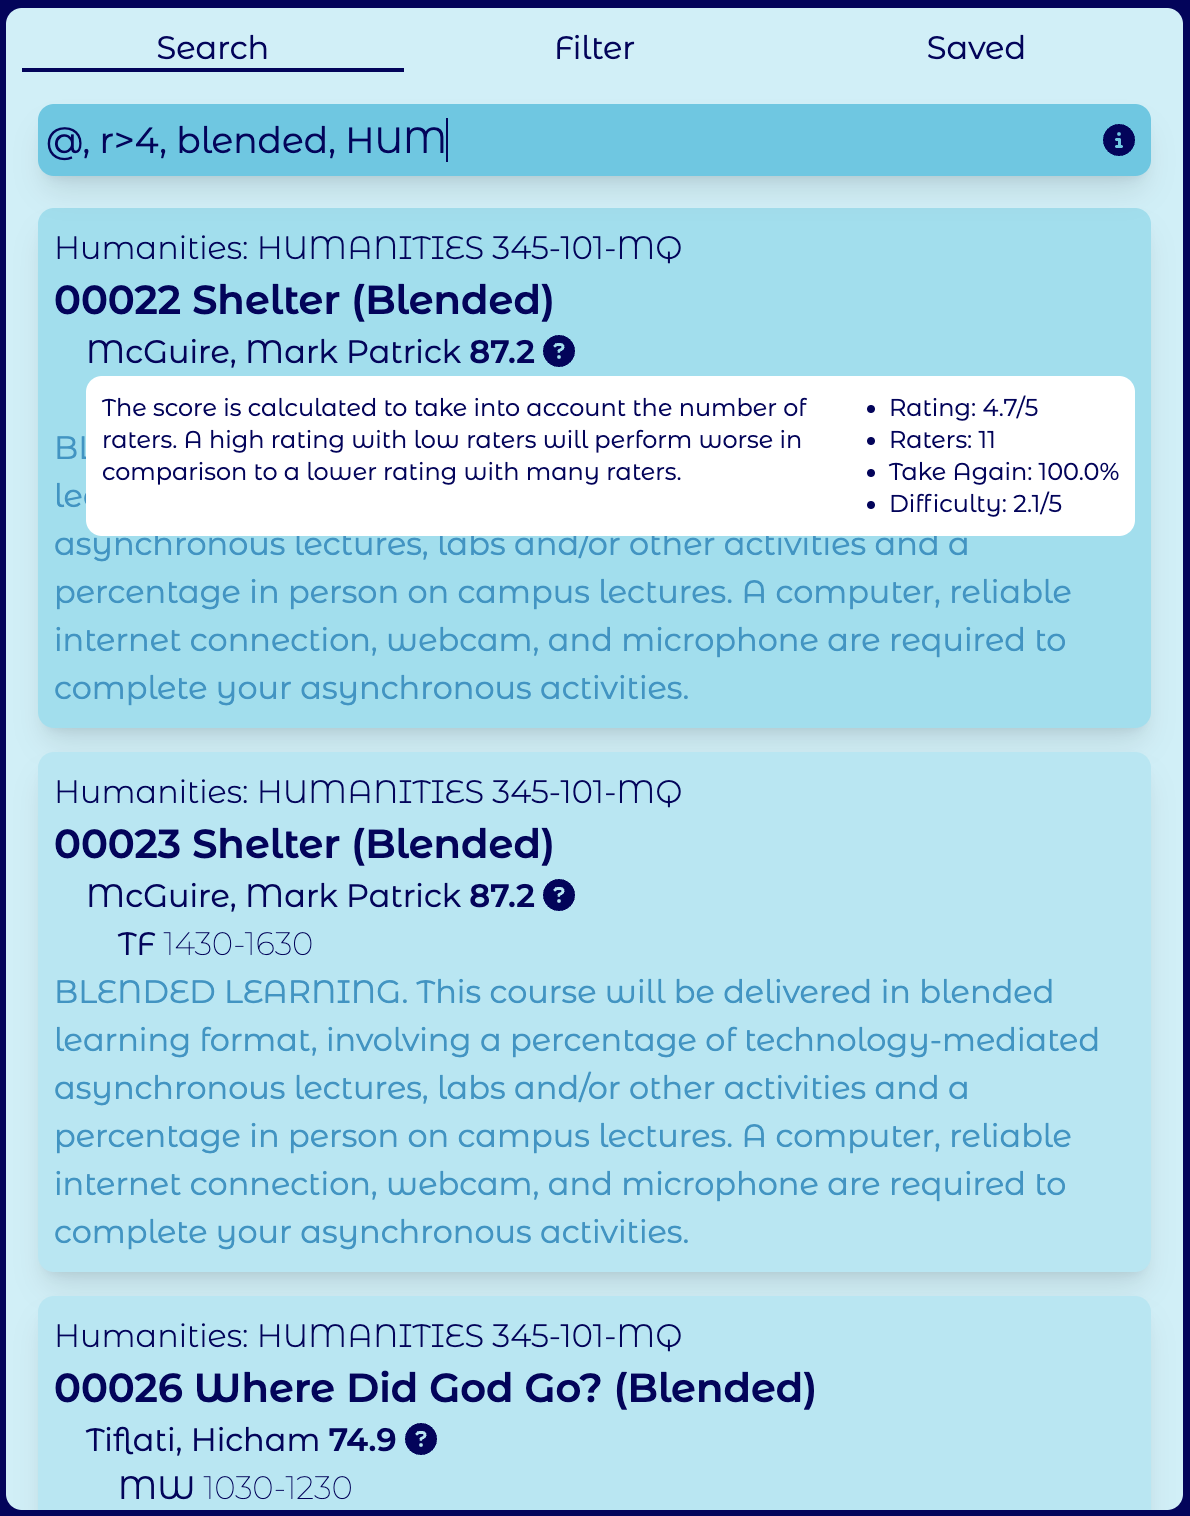 Search Filter Saved
@, r>4, blended, HUM
Humanities: HUMANITIES 345-101-MQ
00022 Shelter (Blended)
McGuire, Mark Patrick 87.2 ?
The score is calculated to take into account the number of
raters. A high rating with low raters will perform worse in
comparison to a lower rating with many raters.
• Rating: 4.7/5
• Raters: 11
• Take Again: 100.0%
• Difficulty: 2.1/5
asynchronous lectures, labs and/or other activities and a
percentage in person on campus lectures. A computer, reliable
internet connection, webcam, and microphone are required to
complete your asynchronous activities.
Humanities: HUMANITIES 345-101-MQ
00023 Shelter (Blended)
McGuire, Mark Patrick 87.2 ?
TF 1430-1630
BLENDED LEARNING. This course will be delivered in blended
learning format, involving a percentage of technology-mediated
asynchronous lectures, labs and/or other activities and a
percentage in person on campus lectures. A computer, reliable
internet connection, webcam, and microphone are required to
complete your asynchronous activities.
Humanities: HUMANITIES 345-101-MQ
00026 Where Did God Go? (Blended)
Tiflati, Hicham 74.9 ?
MW 1030-1230